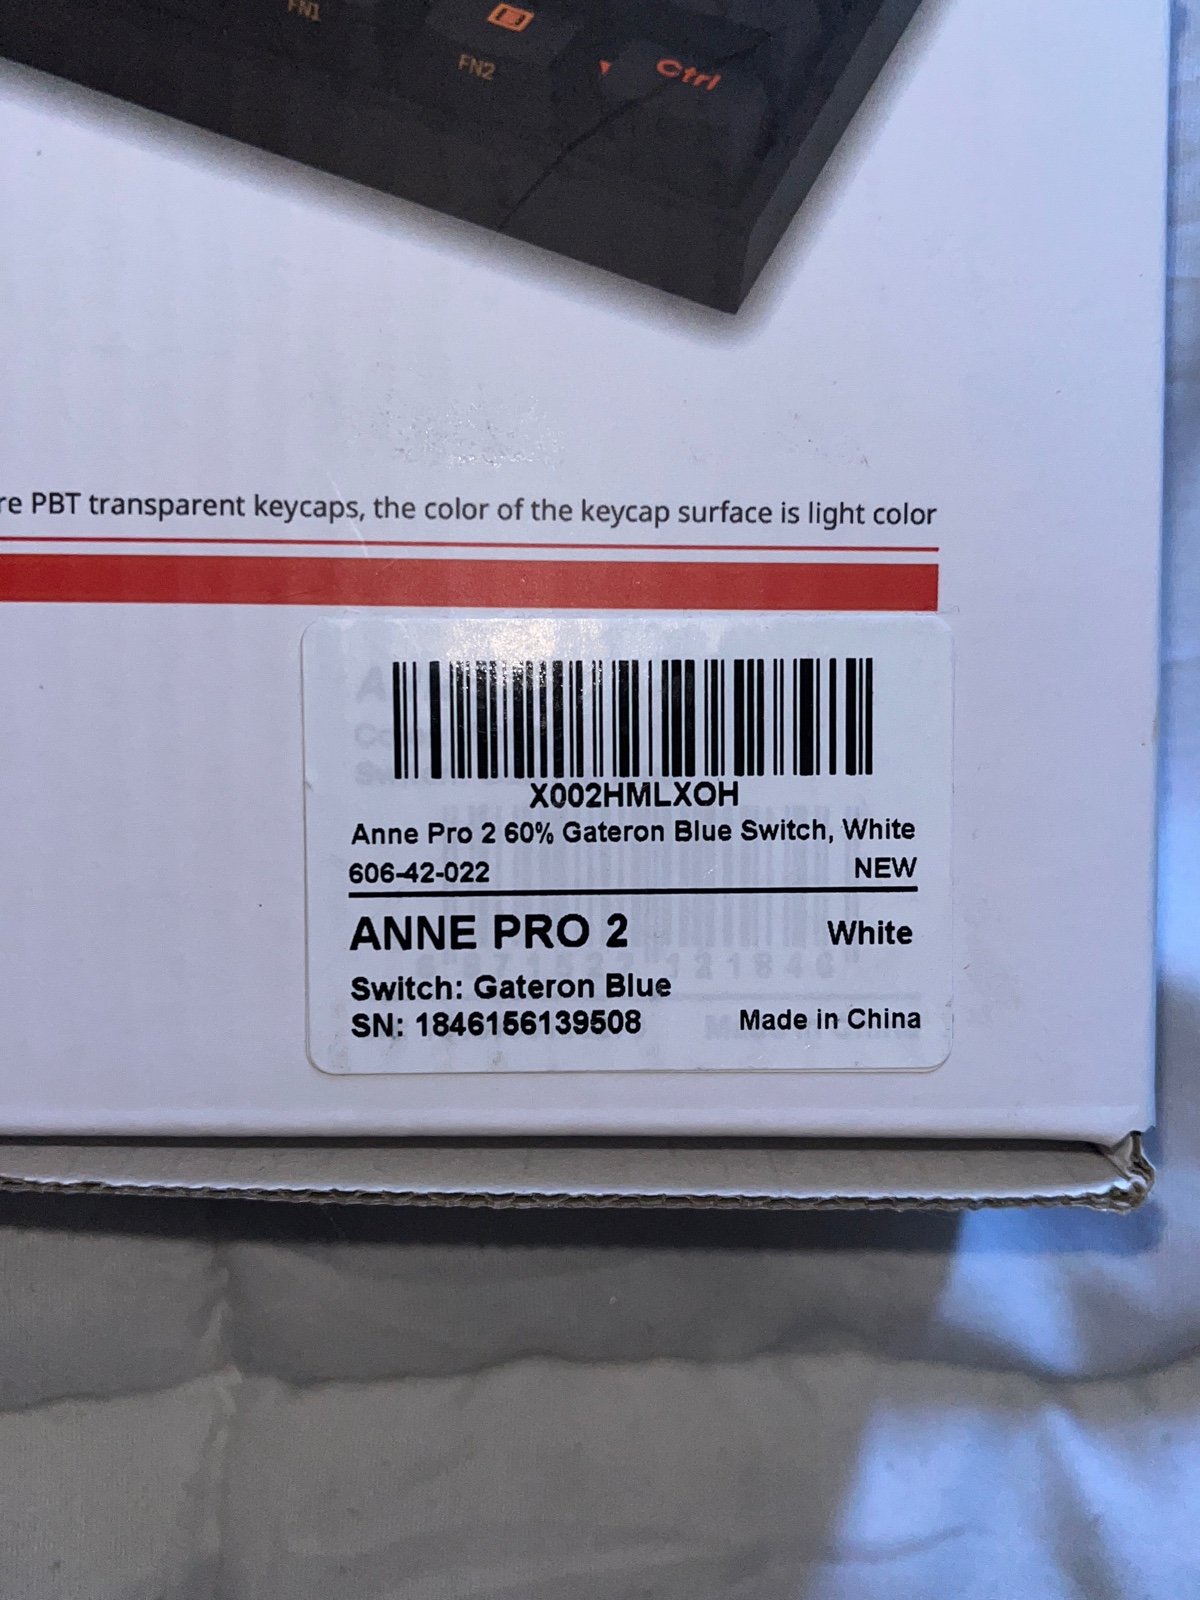 FN1
FN2
Ctrl
re PBT transparent keycaps, the color of the keycap surface is light color
X002HMLXOH
Anne Pro 2 60% Gateron Blue Switch, White
606-42-022 NEW
ANNE PRO 2 White
Switch: Gateron Blue
SN: 1846156139508 Made in China